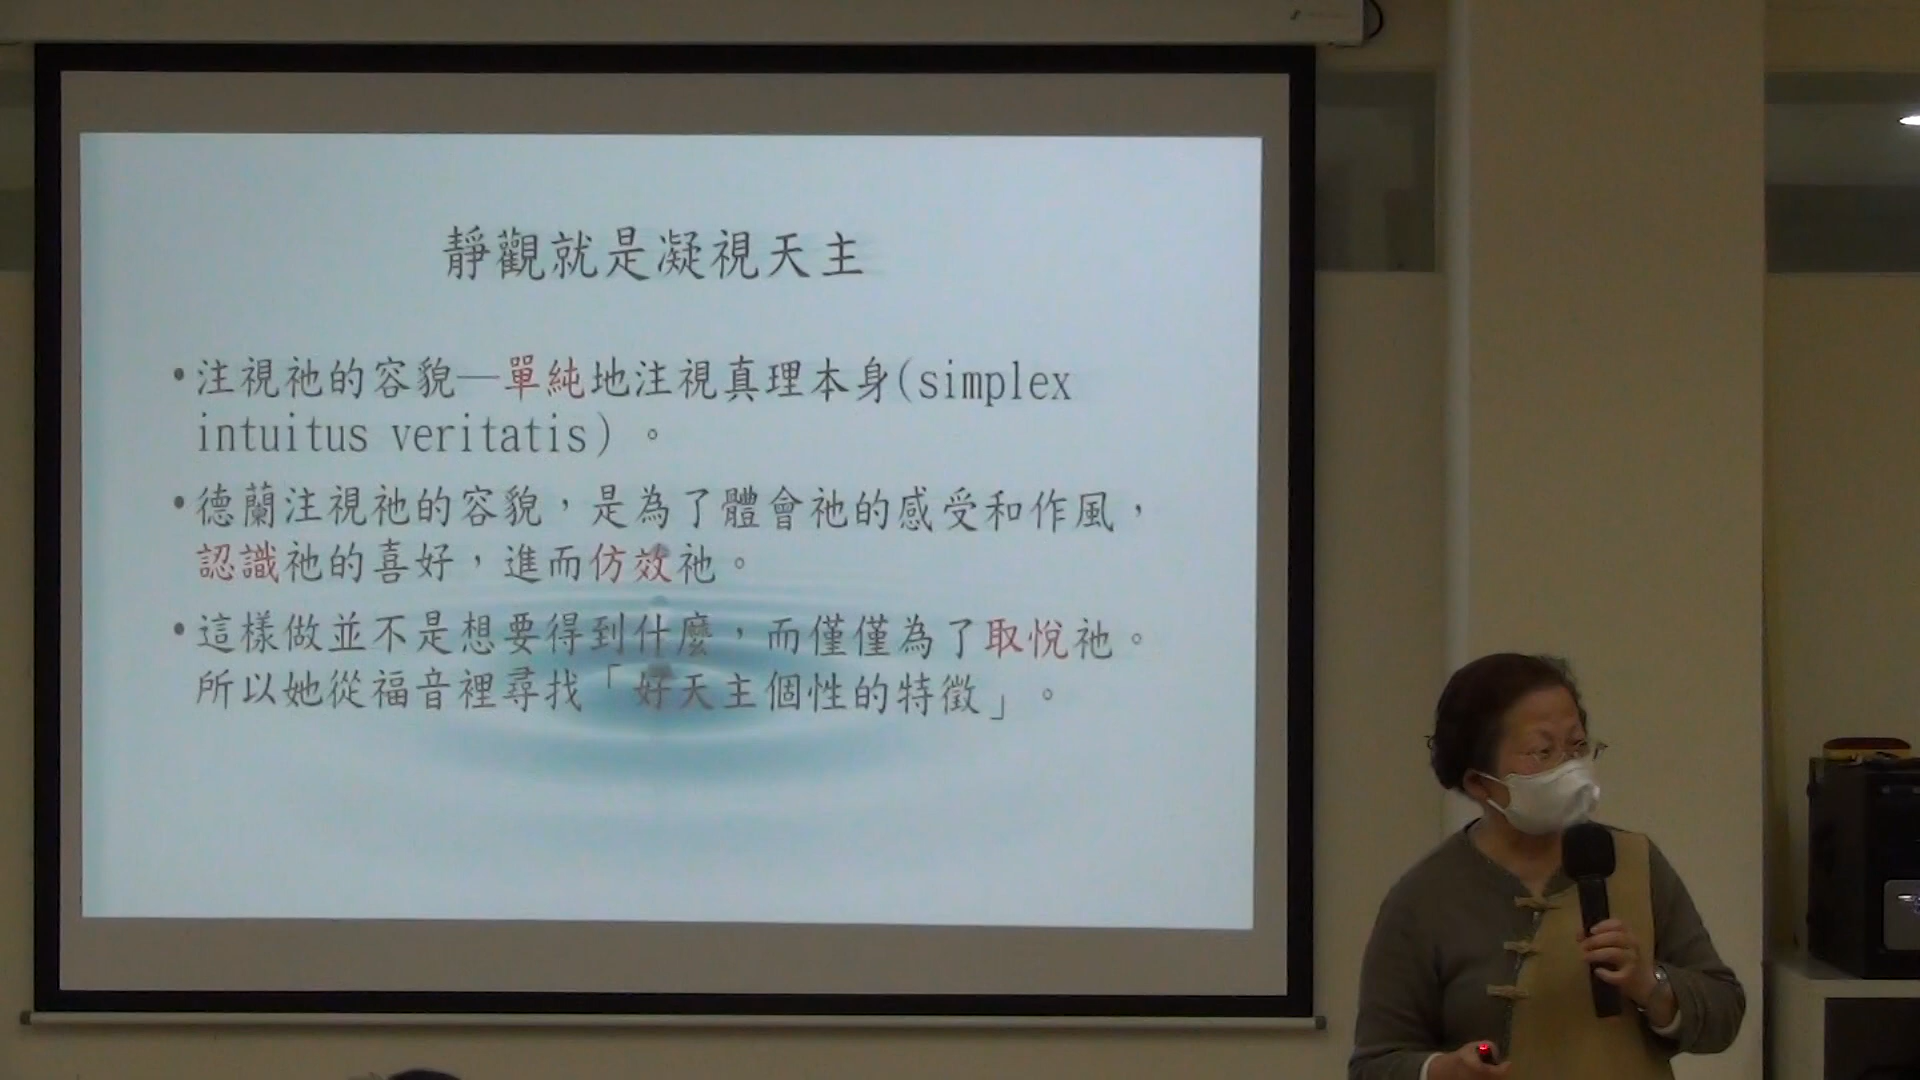 靜觀就是凝視天主
•注視祂的容貌—單純地注視真理本身(simplex
intuitus veritatis) 。
•德蘭注視祂的容貌，是為了體會祂的感受和作風，
認識祂的喜好，進而仿效祂。
•這樣做並不是想要得到什麼，而僅僅為了取悅祂。
所以她從福音裡尋找「好天主個性的特徵」。